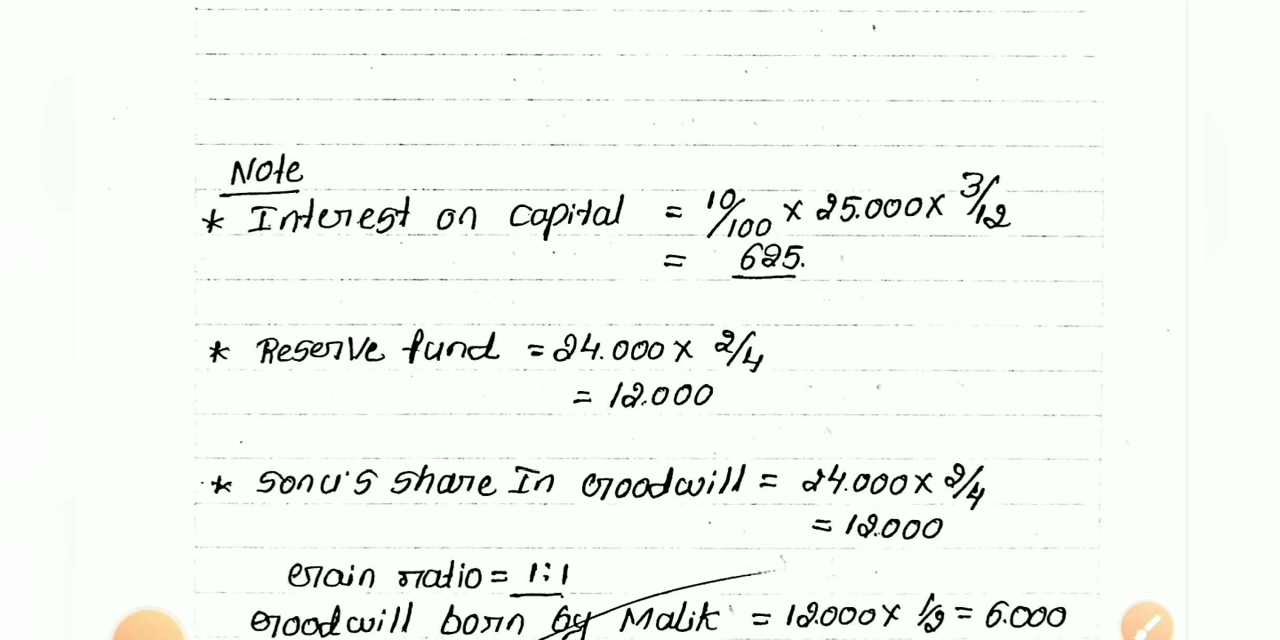 Note
* Interest on capital = 10/100 x 25.000 x 3/12
= 625.
* Reserve fund = 24.000 x 2/4
= 12.000
* Sonu's share In Goodwill = 24.000 x 2/4
= 12.000
Gain ratio = 1:1
Goodwill born by Malik = 12.000 x 1/2 = 6.000